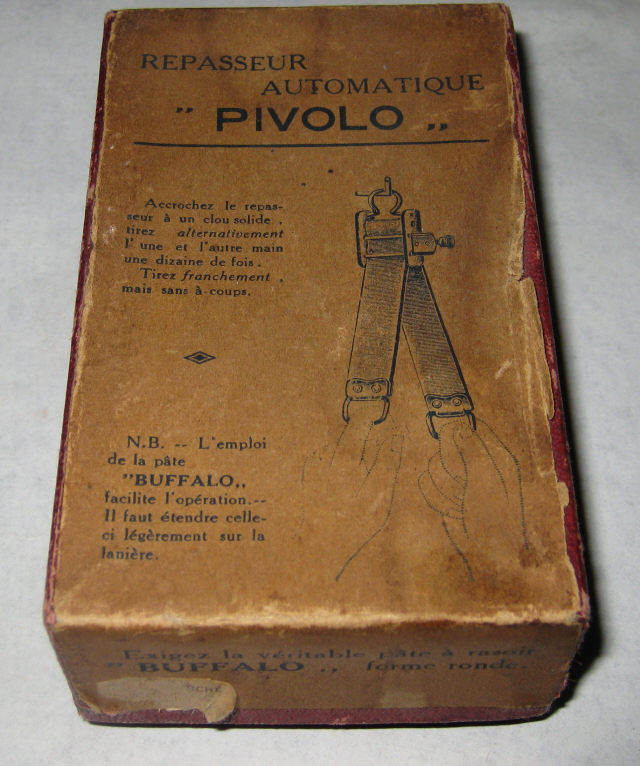 REPASSEUR
AUTOMATIQUE
" PIVOLO „
Accrochez le repas-
seur à un clou solide .
tirez alternativement
l' une et l'autre main
une dizaine de fois .
Tirez franchement ,
mais sans à-coups.
N.B. -- L'emploi
de la pâte
"BUFFALO„
facilite l'opération.--
Il faut étendre celle-
ci légèrement sur la
lanière.
Exigez la véritable pâte à rasoir
" BUFFALO „ forme ronde.